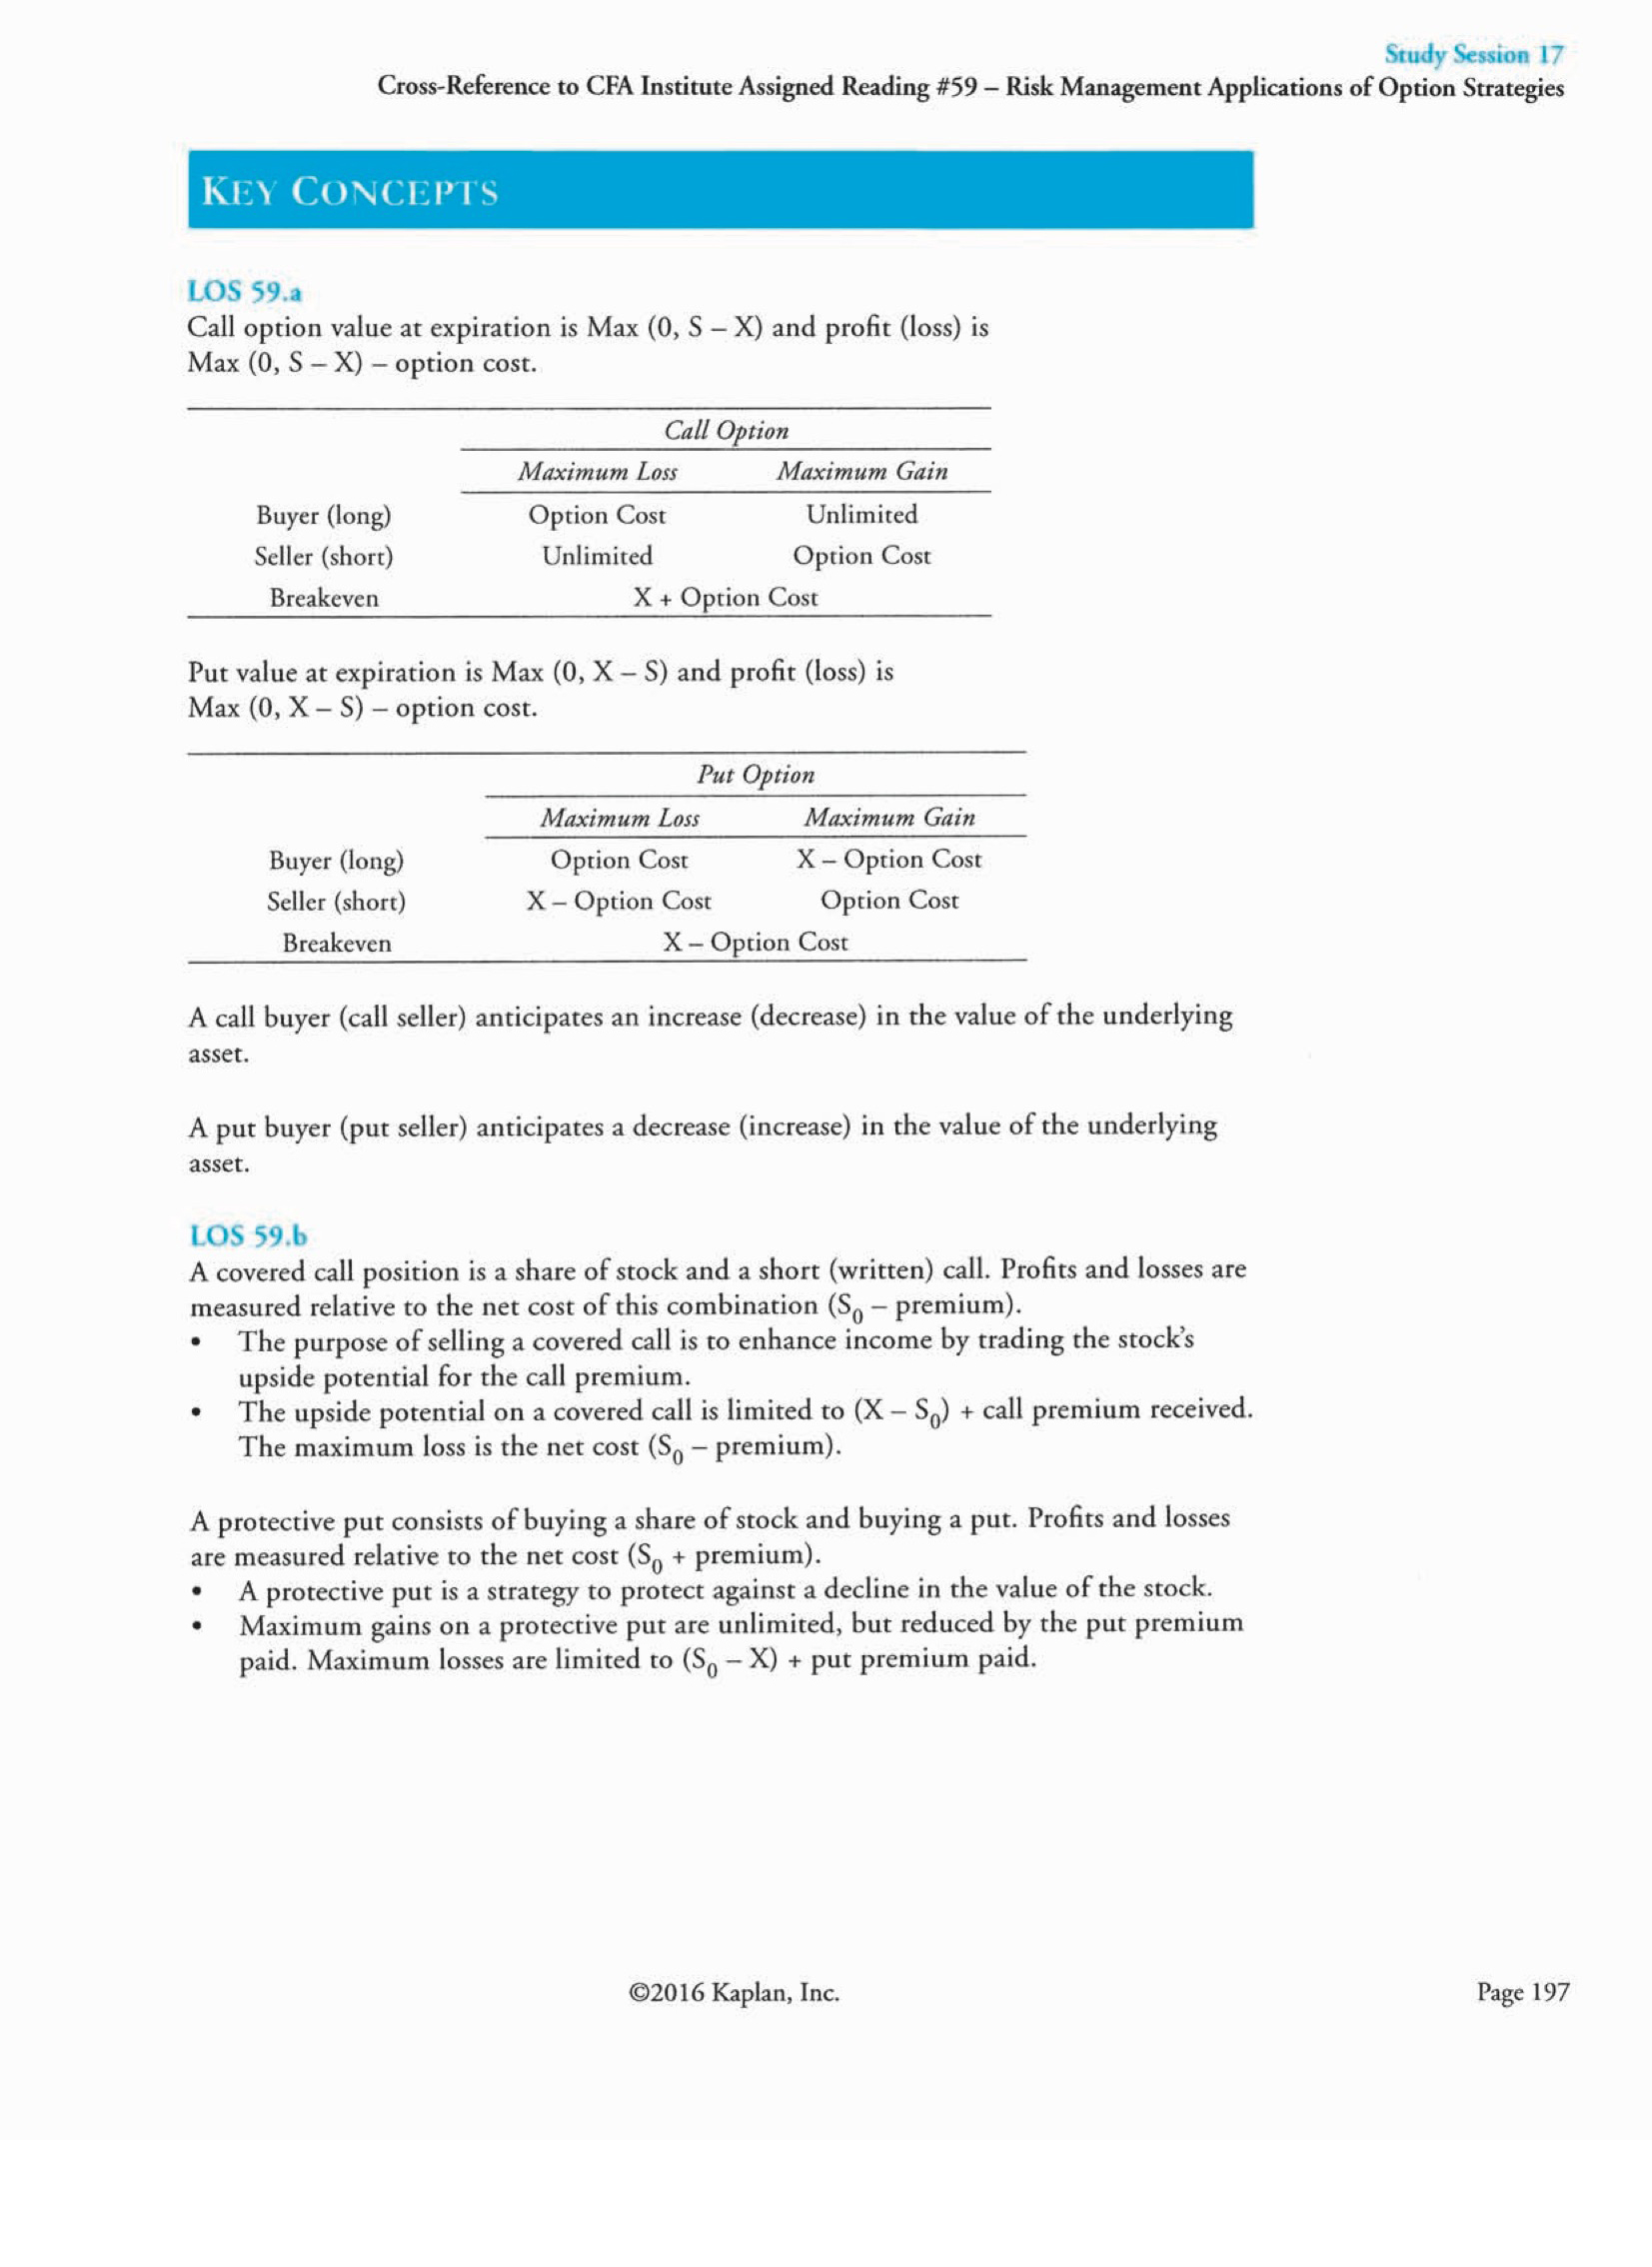 Study Session 17
Cross-Reference to CFA Institute Assigned Reading #59 – Risk Management Applications of Option Strategies
KEY CONCEPTS
LOS 59.a
Call option value at expiration is Max (0, S – X) and profit (loss) is
Max (0, S – X) – option cost.
Call Option
Maximum Loss Maximum Gain
Buyer (long) Option Cost Unlimited
Seller (short) Unlimited Option Cost
Breakeven X + Option Cost
Put value at expiration is Max (0, X – S) and profit (loss) is
Max (0, X – S) – option cost.
Put Option
Maximum Loss Maximum Gain
Buyer (long) Option Cost X – Option Cost
Seller (short) X – Option Cost Option Cost
Breakeven X – Option Cost
A call buyer (call seller) anticipates an increase (decrease) in the value of the underlying
asset.
A put buyer (put seller) anticipates a decrease (increase) in the value of the underlying
asset.
LOS 59.b
A covered call position is a share of stock and a short (written) call. Profits and losses are
measured relative to the net cost of this combination (S₀ – premium).
• The purpose of selling a covered call is to enhance income by trading the stock's
upside potential for the call premium.
• The upside potential on a covered call is limited to (X – S₀) + call premium received.
The maximum loss is the net cost (S₀ – premium).
A protective put consists of buying a share of stock and buying a put. Profits and losses
are measured relative to the net cost (S₀ + premium).
• A protective put is a strategy to protect against a decline in the value of the stock.
• Maximum gains on a protective put are unlimited, but reduced by the put premium
paid. Maximum losses are limited to (S₀ – X) + put premium paid.
©2016 Kaplan, Inc. Page 197